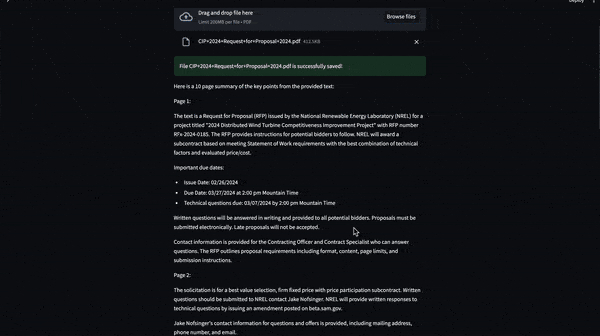 Deploy
Drag and drop file here
Limit 200MB per file • PDF
Browse files
CIP+2024+Request+for+Proposal+2024.pdf 412.5KB
File CIP+2024+Request+for+Proposal+2024.pdf is successfully saved!
Here is a 10 page summary of the key points from the provided text:
Page 1:
The text is a Request for Proposal (RFP) issued by the National Renewable Energy Laboratory (NREL) for a
project titled "2024 Distributed Wind Turbine Competitiveness Improvement Project" with RFP number
RFx-2024-0185. The RFP provides instructions for potential bidders to follow. NREL will award a
subcontract based on meeting Statement of Work requirements with the best combination of technical
factors and evaluated price/cost.
Important due dates:
• Issue Date: 02/26/2024
• Due Date: 03/27/2024 at 2:00 pm Mountain Time
• Technical questions due: 03/07/2024 by 2:00 pm Mountain Time
Written questions will be answered in writing and provided to all potential bidders. Proposals must be
submitted electronically. Late proposals will not be accepted.
Contact information is provided for the Contracting Officer and Contract Specialist who can answer
questions. The RFP outlines proposal requirements including format, content, page limits, and
submission instructions.
Page 2:
The solicitation is for a best value selection, firm fixed price with price participation subcontract. Written
questions should be submitted to NREL contact Jake Nofsinger. NREL will provide written responses to
technical questions by issuing an amendment posted on beta.sam.gov.
Jake Nofsinger's contact information for questions and offers is provided, including mailing address,
phone number, and email.